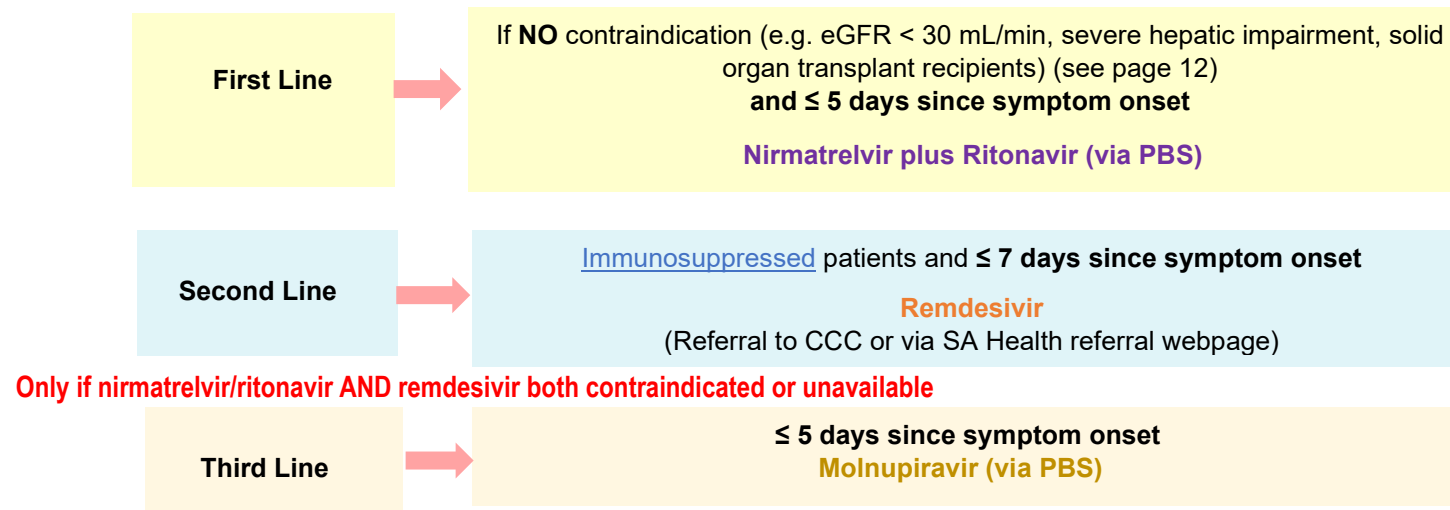 First Line
If NO contraindication (e.g. eGFR < 30 mL/min, severe hepatic impairment, solid
organ transplant recipients) (see page 12)
and ≤ 5 days since symptom onset
Nirmatrelvir plus Ritonavir (via PBS)
Second Line
Immunosuppressed patients and ≤ 7 days since symptom onset
Remdesivir
(Referral to CCC or via SA Health referral webpage)
Only if nirmatrelvir/ritonavir AND remdesivir both contraindicated or unavailable
Third Line
≤ 5 days since symptom onset
Molnupiravir (via PBS)